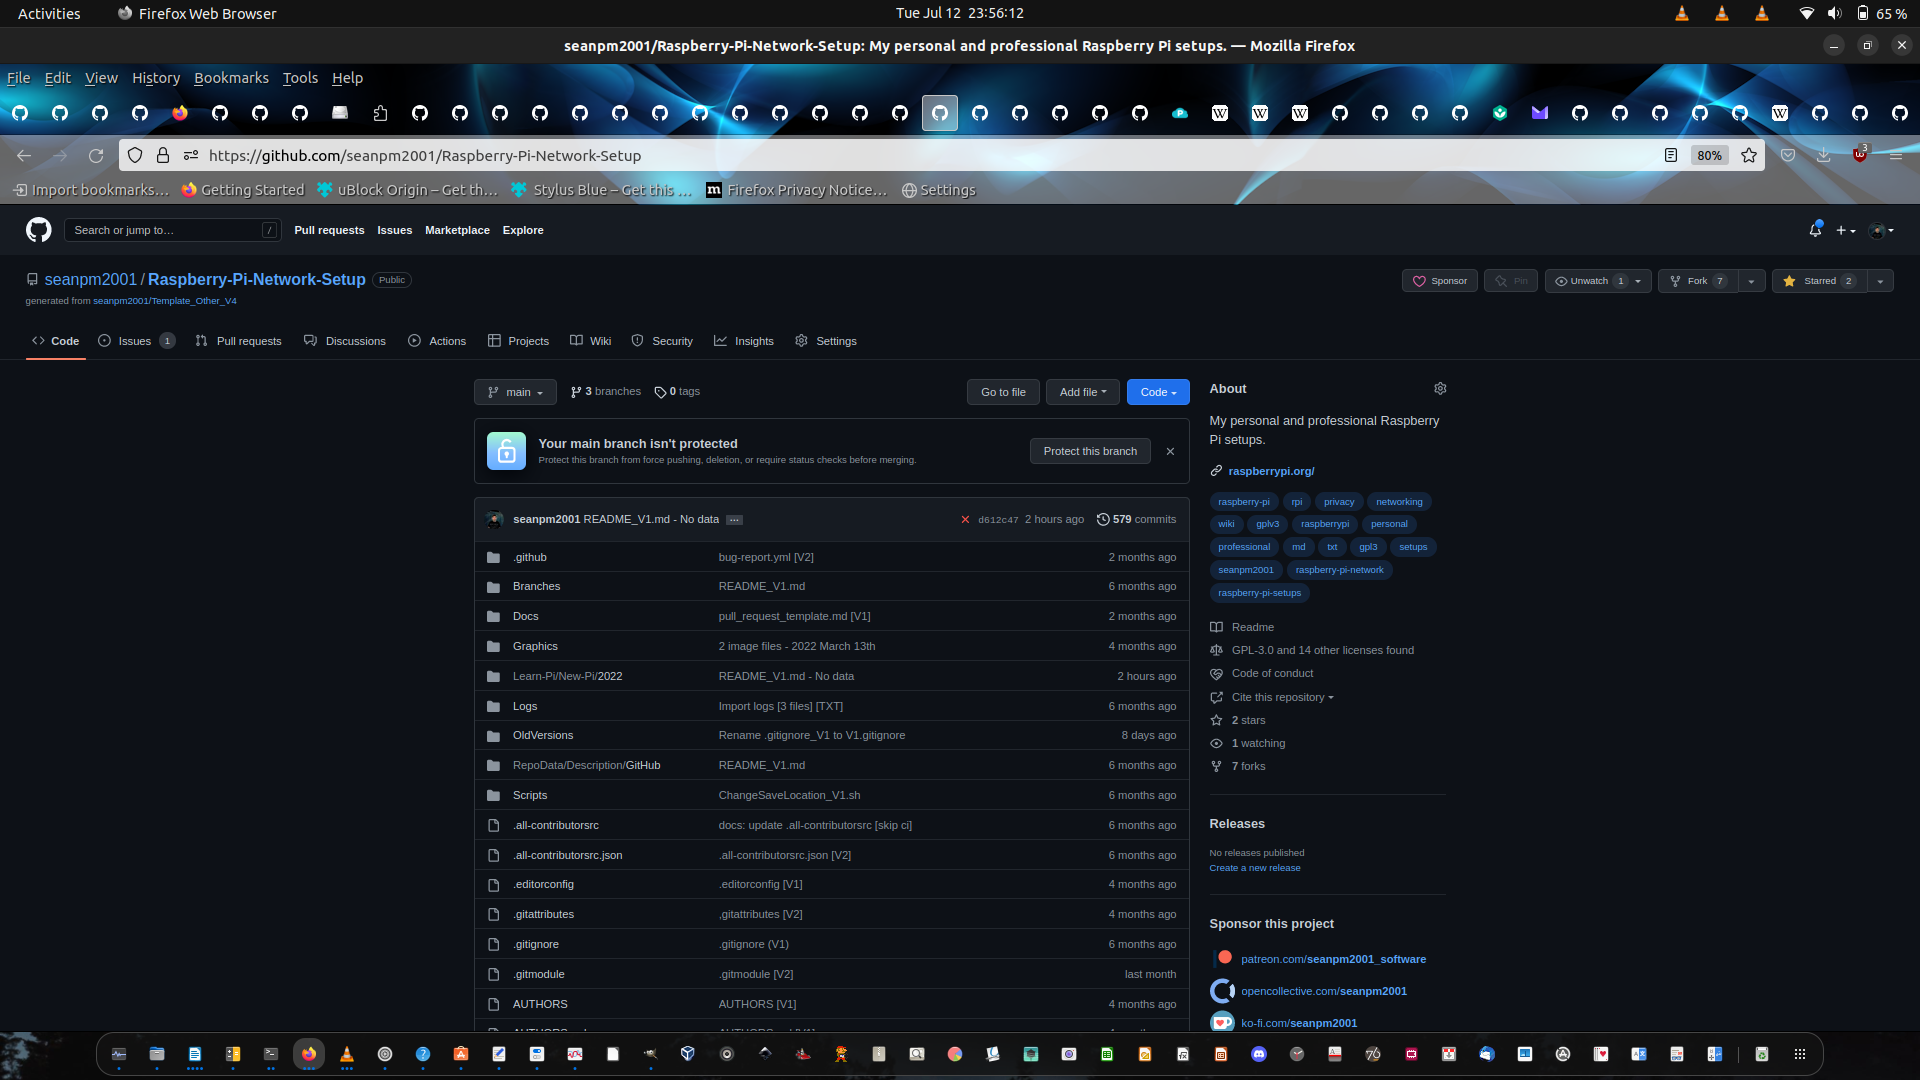 Activities
Firefox Web Browser
Tue Jul 12 23:56:12
65 %
seanpm2001/Raspberry-Pi-Network-Setup: My personal and professional Raspberry Pi setups. — Mozilla Firefox
File Edit View History Bookmarks Tools Help
https://github.com/seanpm2001/Raspberry-Pi-Network-Setup
80%
3
Import bookmarks…
Getting Started
uBlock Origin – Get th…
Stylus Blue – Get this …
Firefox Privacy Notice…
Settings
Search or jump to…
/
Pull requests Issues Marketplace Explore
seanpm2001 / Raspberry-Pi-Network-Setup Public
generated from seanpm2001/Template_Other_V4
Sponsor
Pin
Unwatch 1
Fork 7
Starred 2
Code
Issues 1
Pull requests
Discussions
Actions
Projects
Wiki
Security
Insights
Settings
main
3 branches
0 tags
Go to file
Add file
Code
Your main branch isn't protected
Protect this branch from force pushing, deletion, or require status checks before merging.
Protect this branch
seanpm2001 README_V1.md - No data ...
d612c47 2 hours ago
579 commits
.github bug-report.yml [V2] 2 months ago
Branches README_V1.md 6 months ago
Docs pull_request_template.md [V1] 2 months ago
Graphics 2 image files - 2022 March 13th 4 months ago
Learn-Pi/New-Pi/2022 README_V1.md - No data 2 hours ago
Logs Import logs [3 files] [TXT] 6 months ago
OldVersions Rename .gitignore_V1 to V1.gitignore 8 days ago
RepoData/Description/GitHub README_V1.md 6 months ago
Scripts ChangeSaveLocation_V1.sh 6 months ago
.all-contributorsrc docs: update .all-contributorsrc [skip ci] 6 months ago
.all-contributorsrc.json .all-contributorsrc.json [V2] 6 months ago
.editorconfig .editorconfig [V1] 4 months ago
.gitattributes ,gitattributes [V2] 4 months ago
.gitignore .gitignore (V1) 6 months ago
.gitmodule .gitmodule [V2] last month
AUTHORS AUTHORS [V1] 4 months ago
About
My personal and professional Raspberry
Pi setups.
raspberrypi.org/
raspberry-pi rpi privacy networking
wiki gplv3 raspberrypi personal
professional md txt gpl3 setups
seanpm2001 raspberry-pi-network
raspberry-pi-setups
Readme
GPL-3.0 and 14 other licenses found
Code of conduct
Cite this repository
2 stars
1 watching
7 forks
Releases
No releases published
Create a new release
Sponsor this project
patreon.com/seanpm2001_software
opencollective.com/seanpm2001
ko-fi.com/seanpm2001